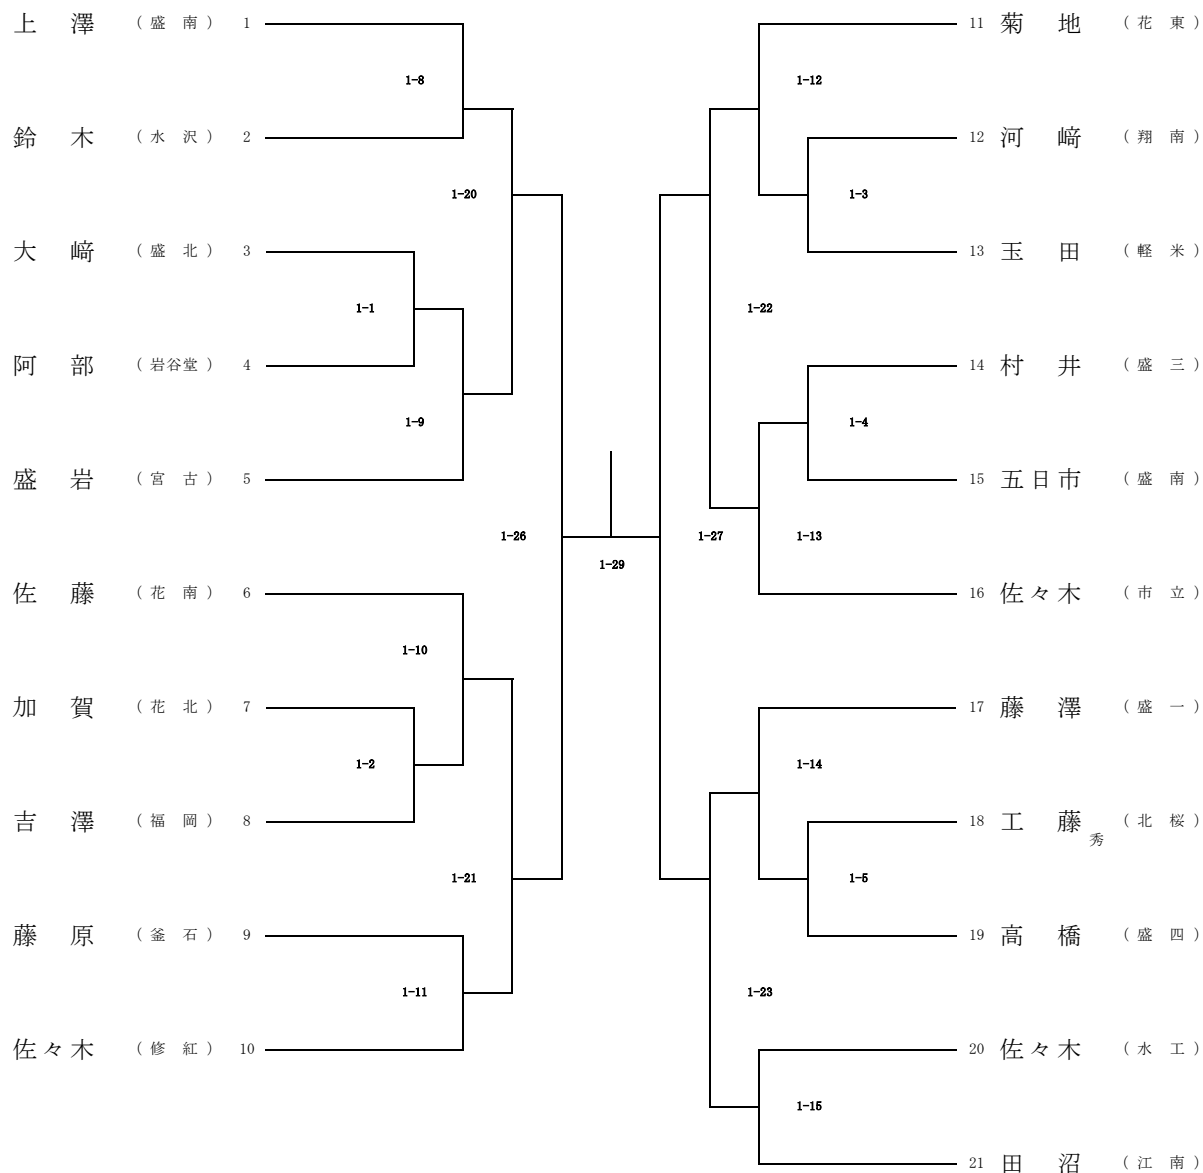 上澤 （盛南） 1
1-8
鈴木 （水沢） 2
1-20
大﨑 （盛北） 3
1-1
阿部 （岩谷堂） 4
1-9
盛岩 （宮古） 5
1-26
佐藤 （花南） 6
1-10
加賀 （花北） 7
1-2
吉澤 （福岡） 8
1-21
藤原 （釜石） 9
1-11
佐々木 （修紅） 10
1-29
11 菊地 （花東）
1-12
12 河﨑 （翔南）
1-3
13 玉田 （軽米）
1-22
14 村井 （盛三）
1-4
15 五日市 （盛南）
1-27
1-13
16 佐々木 （市立）
17 藤澤 （盛一）
1-14
18 工藤秀 （北桜）
1-5
19 高橋 （盛四）
1-23
20 佐々木 （水工）
1-15
21 田沼 （江南）